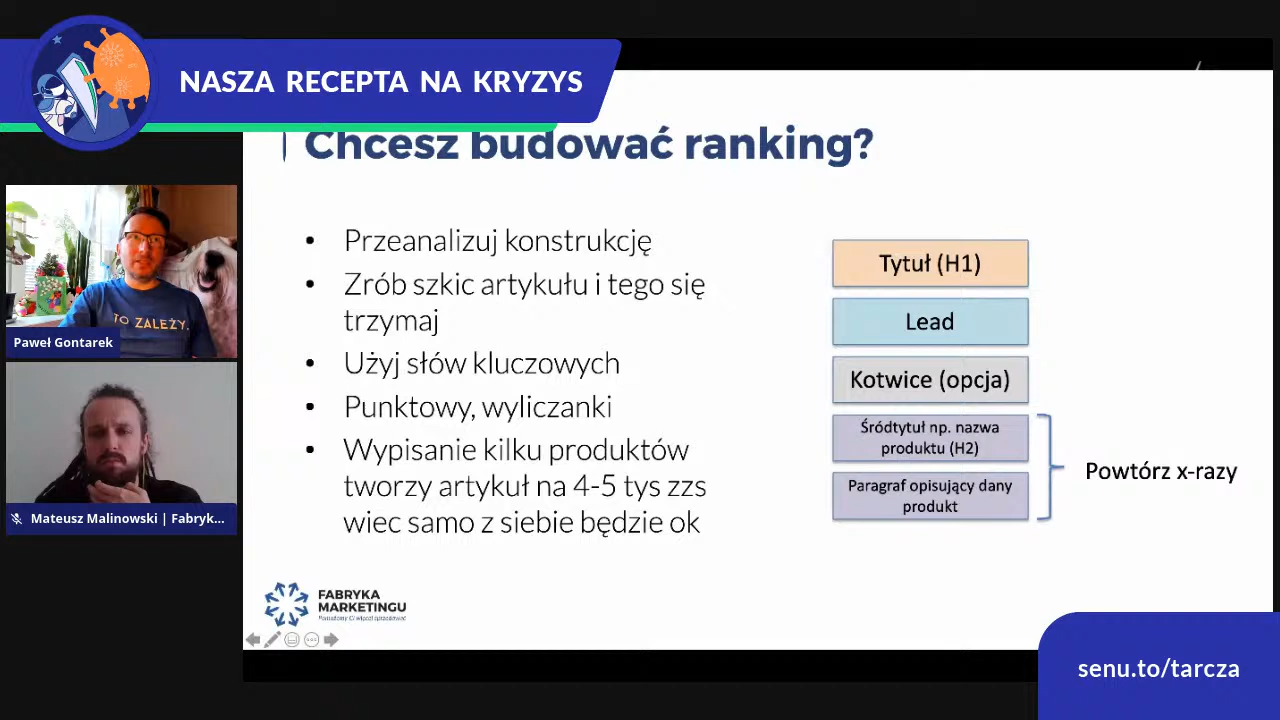 NASZA RECEPTA NA KRYZYS
Chcesz budować ranking?
TO ZALEŻY.
Paweł Gontarek
Mateusz Malinowski | Fabryk...
• Przeanalizuj konstrukcję
• Zrób szkic artykułu i tego się
trzymaj
• Użyj słów kluczowych
• Punktowy, wyliczanki
• Wypisanie kilku produktów
tworzy artykuł na 4-5 tys zzs
wiec samo z siebie będzie ok
Tytuł (H1)
Lead
Kotwice (opcja)
Śródtytuł np. nazwa
produktu (H2)
Paragraf opisujący dany
produkt
Powtórz x-razy
FABRYKA
MARKETINGU
senu.to/tarcza